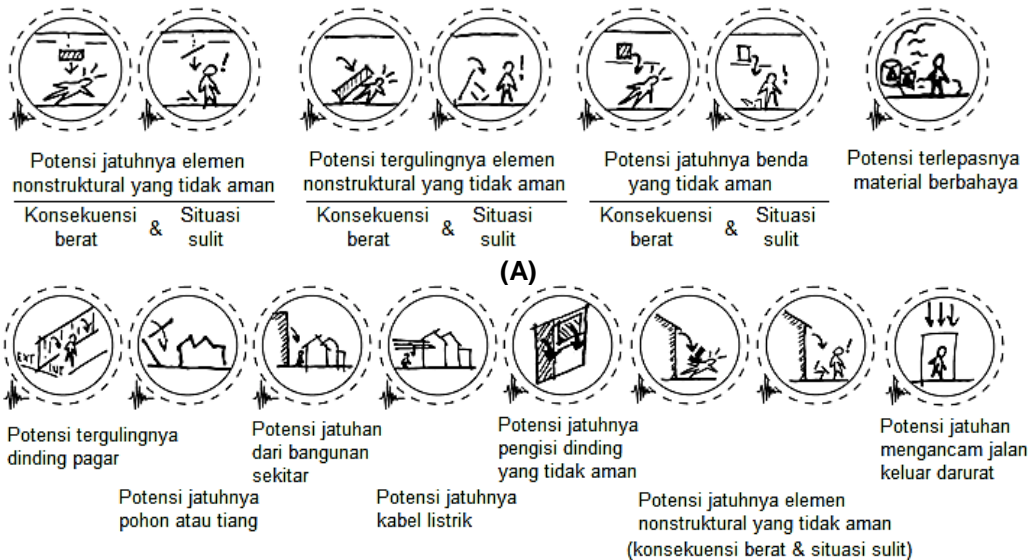 Potensi jatuhnya elemen
nonstruktural yang tidak aman
Konsekuensi
berat
&
Situasi
sulit
Potensi tergulingnya elemen
nonstruktural yang tidak aman
Konsekuensi
berat
&
Situasi
sulit
Potensi jatuhnya benda
yang tidak aman
Konsekuensi
berat
&
Situasi
sulit
Potensi terlepasnya
material berbahaya
(A)
EXT
INT
Potensi tergulingnya
dinding pagar
Potensi jatuhnya
pohon atau tiang
Potensi jatuhan
dari bangunan
sekitar
Potensi jatuhnya
kabel listrik
Potensi jatuhnya
pengisi dinding
yang tidak aman
Potensi jatuhnya elemen
nonstruktural yang tidak aman
(konsekuensi berat & situasi sulit)
Potensi jatuhan
mengancam jalan
keluar darurat